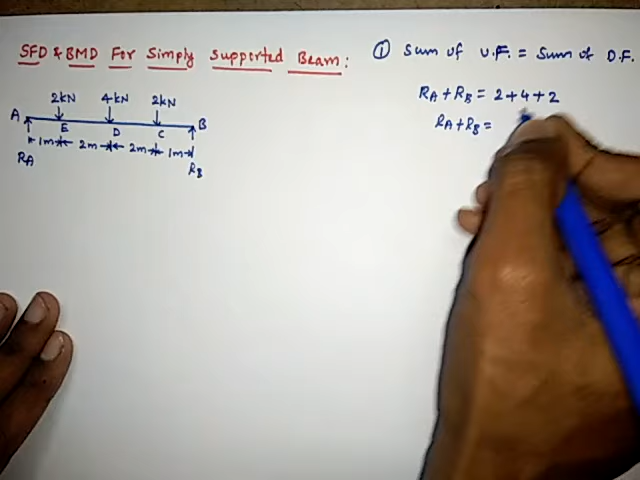 SFD & BMD For Simply Supported Beam:
2kN 4kN 2kN
A B
E D C
1m 2m 2m 1m
RA RB
① Sum of U.F. = Sum of D.F.
RA + RB = 2+4+2
RA + RB =